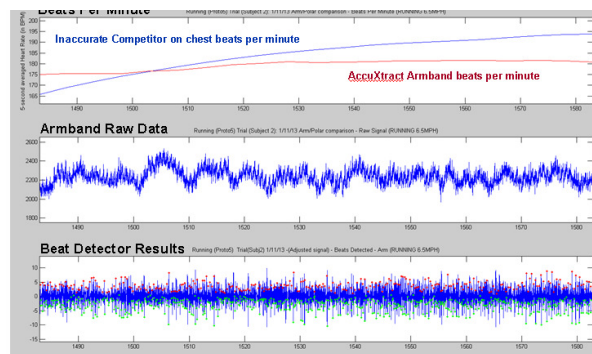 Beats Per Minute
Running (Proto5) Trial (Subject 2): 1/11/13 Arm/Polar comparison - Beats Per Minute (RUNNING 6.5MPH)
5-second averaged Heart Rate (in BPM)
200
195
190
185
180
175
170
165
Inaccurate Competitor on chest beats per minute
AccuXtract Armband beats per minute
1490 1500 1510 1520 1530 1540 1550 1560 1570 1580
Armband Raw Data
Running (Proto5) Trial (Subject 2): 1/11/13 Arm/Polar comparison - Raw Signal (RUNNING 6.5MPH)
2600
2400
2200
2000
1800
1490 1500 1510 1520 1530 1540 1550 1560 1570 1580
Beat Detector Results
Running (Proto5) Trial(Subj2) 1/11/13 -(Adjusted signal) - Beats Detected - Arm (RUNNING 6.5MPH)
10
5
0
-5
-10
-15
1490 1500 1510 1520 1530 1540 1550 1560 1570 1580